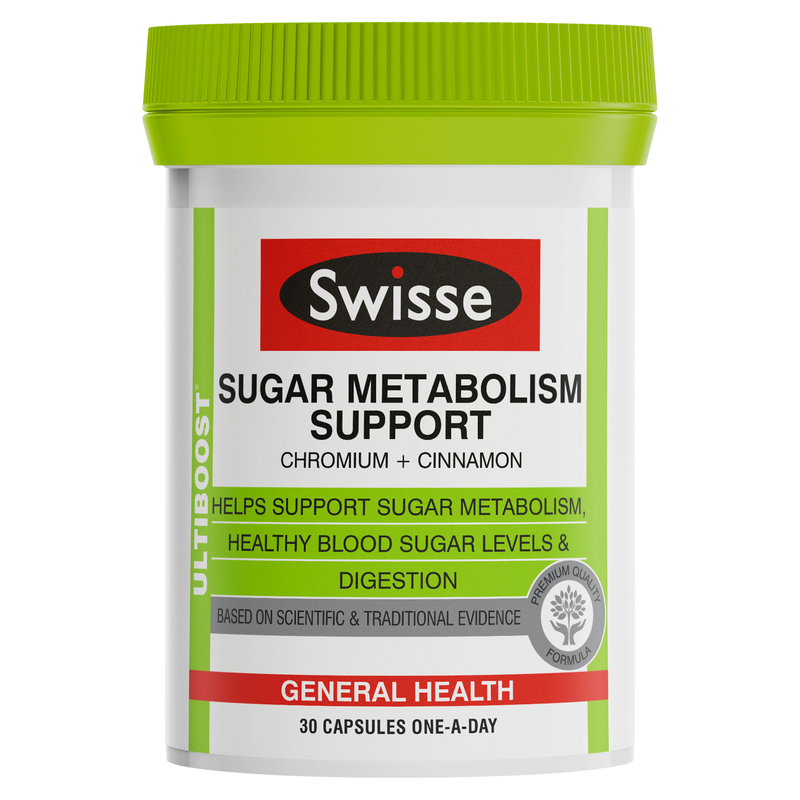 Swisse
SUGAR METABOLISM
SUPPORT
CHROMIUM + CINNAMON
ULTIBOOST®
HELPS SUPPORT SUGAR METABOLISM,
HEALTHY BLOOD SUGAR LEVELS &
DIGESTION
BASED ON SCIENTIFIC & TRADITIONAL EVIDENCE
PREMIUM QUALITY
FORMULA
GENERAL HEALTH
30 CAPSULES ONE-A-DAY